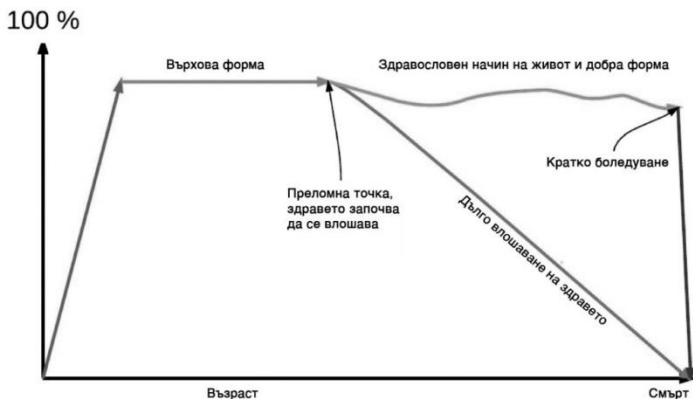 100 %
Върхова форма
Здравословен начин на живот и добра форма
Кратко боледуване
Преломна точка,
здравето започва
да се влошава
Дълго влошаване на здравето
Възраст
Смърт